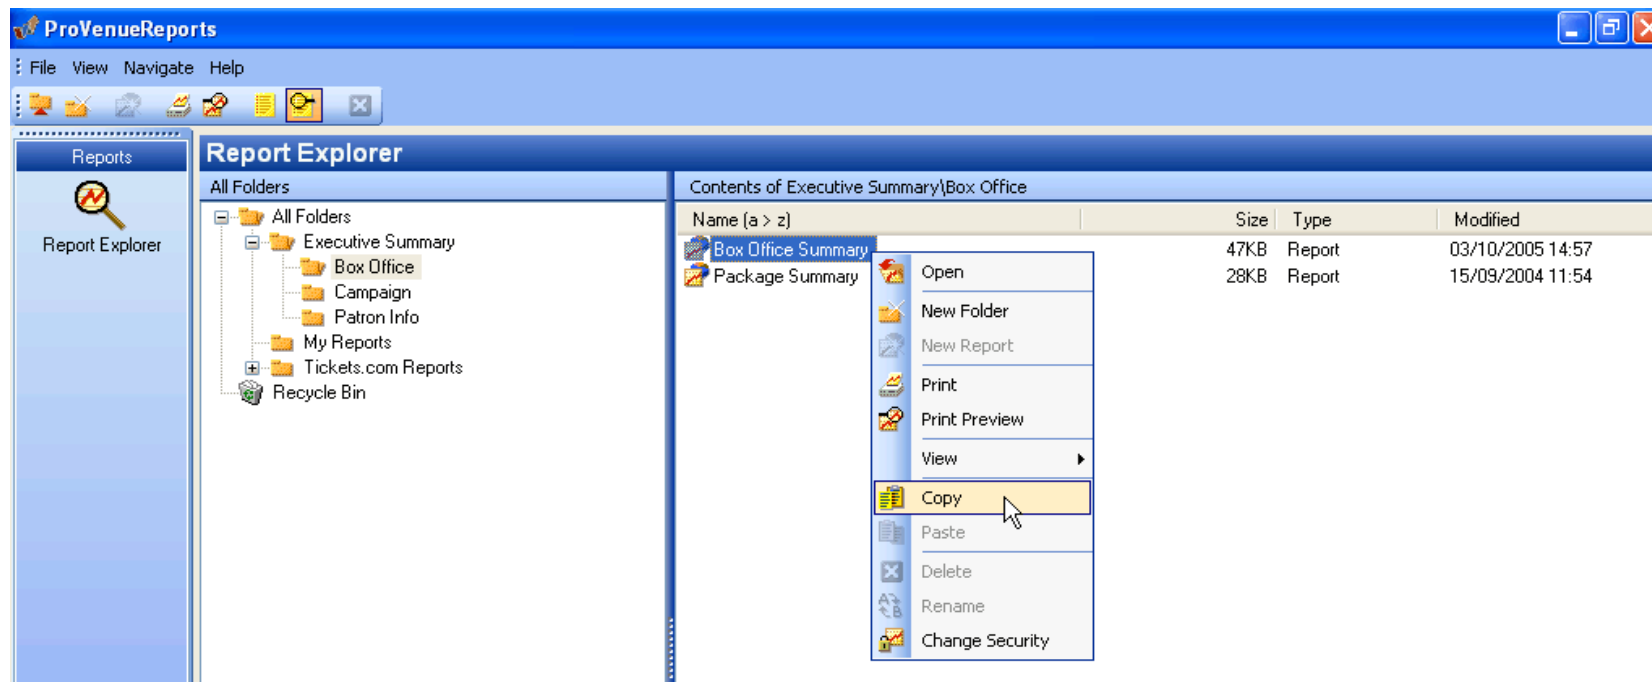 ProVenueReports
File View Navigate Help
Reports
Report Explorer
Report Explorer
All Folders
All Folders
Executive Summary
Box Office
Campaign
Patron Info
My Reports
Tickets.com Reports
Recycle Bin
Contents of Executive Summary\Box Office
Name (a > z) Size Type Modified
Box Office Summary 47KB Report 03/10/2005 14:57
Package Summary 28KB Report 15/09/2004 11:54
Open
New Folder
New Report
Print
Print Preview
View
Copy
Paste
Delete
Rename
Change Security